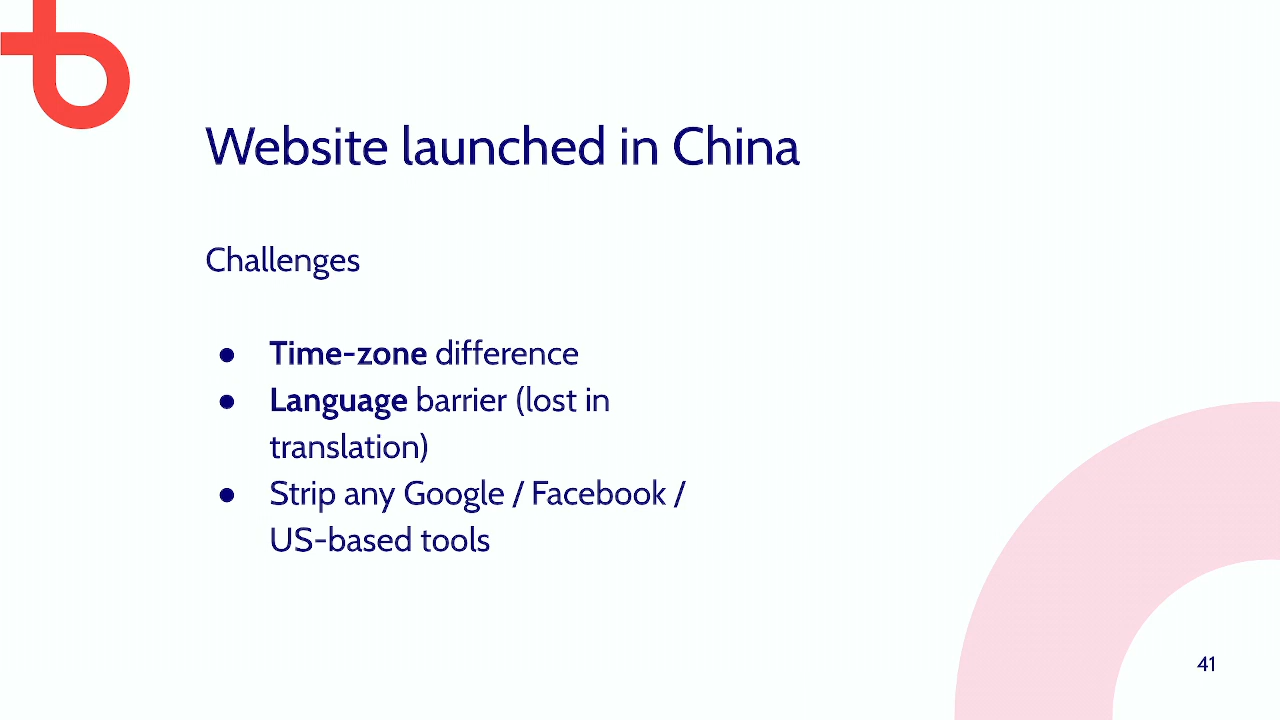 Website launched in China
Challenges
● Time-zone difference
● Language barrier (lost in
translation)
● Strip any Google / Facebook /
US-based tools
41